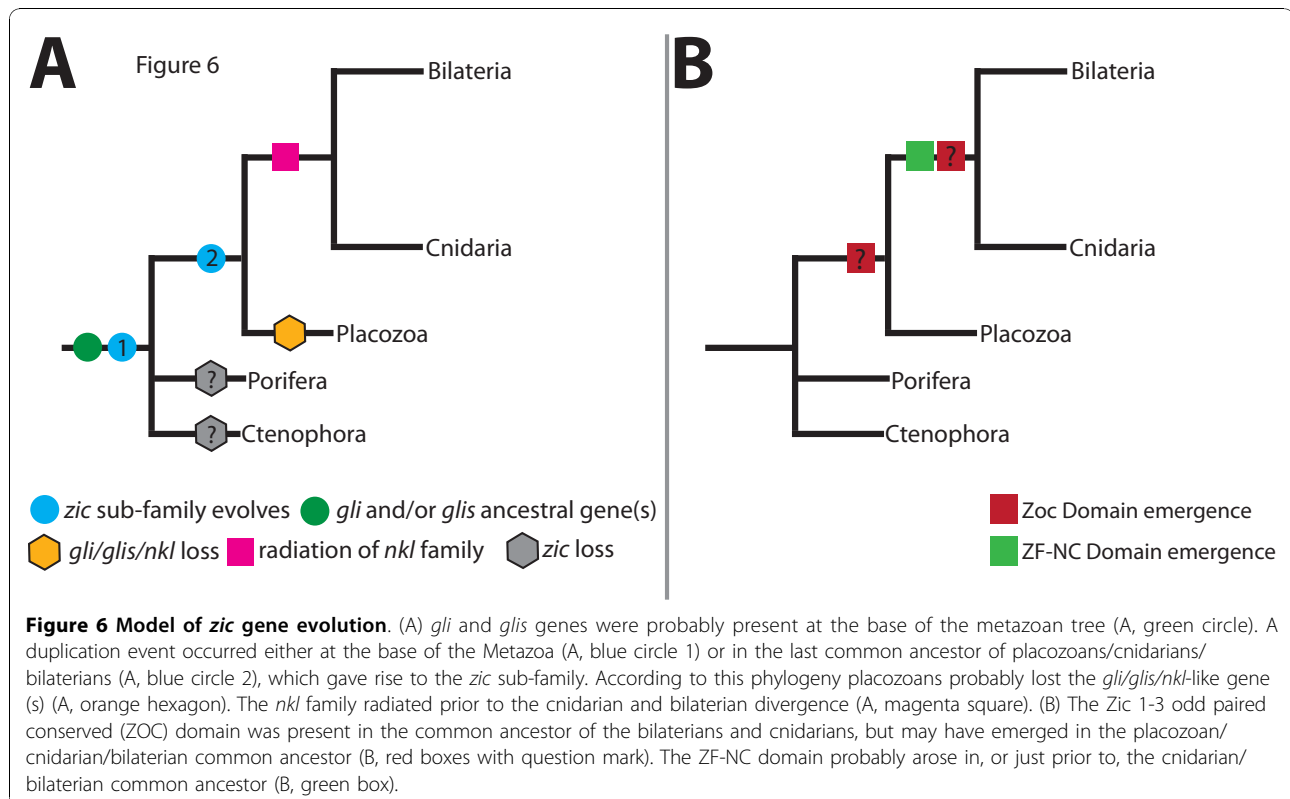 A
Figure 6
Bilateria
2
Cnidaria
1
Placozoa
?
Porifera
?
Ctenophora
zic sub-family evolves
gli and/or glis ancestral gene(s)
gli/glis/nkl loss
radiation of nkl family
zic loss
B
Bilateria
?
Cnidaria
?
Placozoa
Porifera
Ctenophora
Zoc Domain emergence
ZF-NC Domain emergence
Figure 6 Model of zic gene evolution. (A) gli and glis genes were probably present at the base of the metazoan tree (A, green circle). A
duplication event occurred either at the base of the Metazoa (A, blue circle 1) or in the last common ancestor of placozoans/cnidarians/
bilaterians (A, blue circle 2), which gave rise to the zic sub-family. According to this phylogeny placozoans probably lost the gli/glis/nkl-like gene
(s) (A, orange hexagon). The nkl family radiated prior to the cnidarian and bilaterian divergence (A, magenta square). (B) The Zic 1-3 odd paired
conserved (ZOC) domain was present in the common ancestor of the bilaterians and cnidarians, but may have emerged in the placozoan/
cnidarian/bilaterian common ancestor (B, red boxes with question mark). The ZF-NC domain probably arose in, or just prior to, the cnidarian/
bilaterian common ancestor (B, green box).